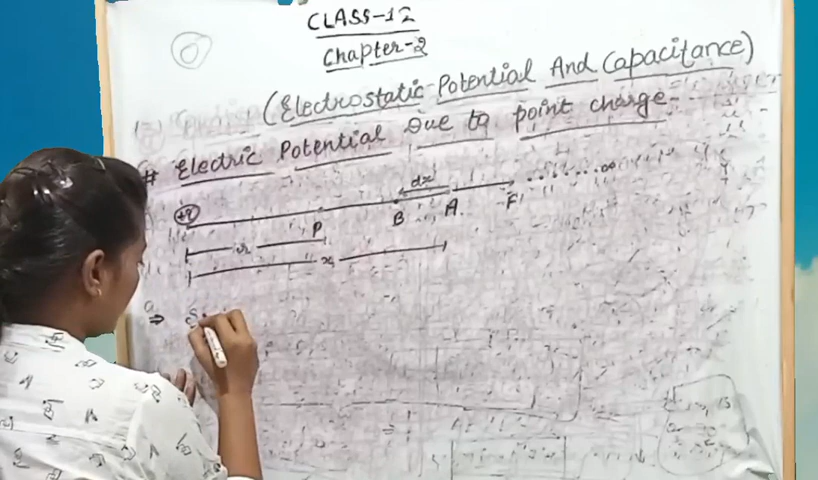 CLASS-12
Chapter-2
(Electrostatic Potential And Capacitance)
# Electric Potential Due to point charge
dx
+q
P
B
A
F
∞
r
x
⇒ S